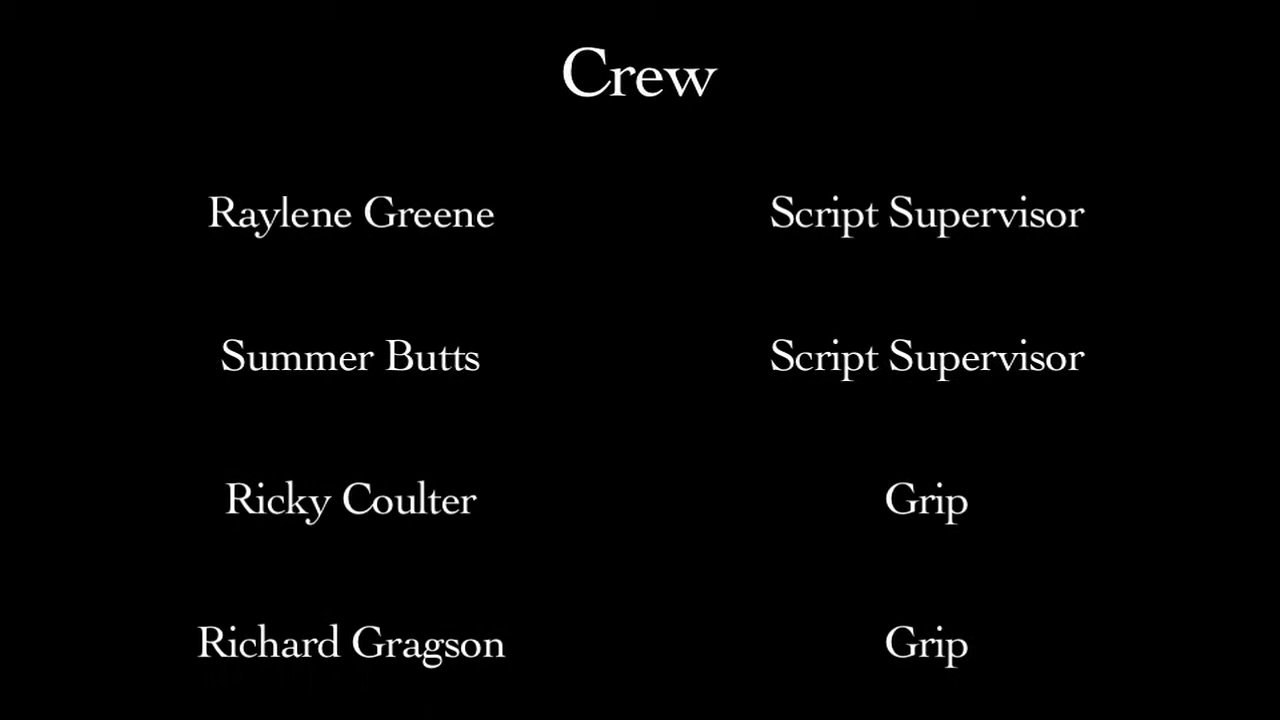 Crew
Raylene Greene Script Supervisor
Summer Butts Script Supervisor
Ricky Coulter Grip
Richard Gragson Grip